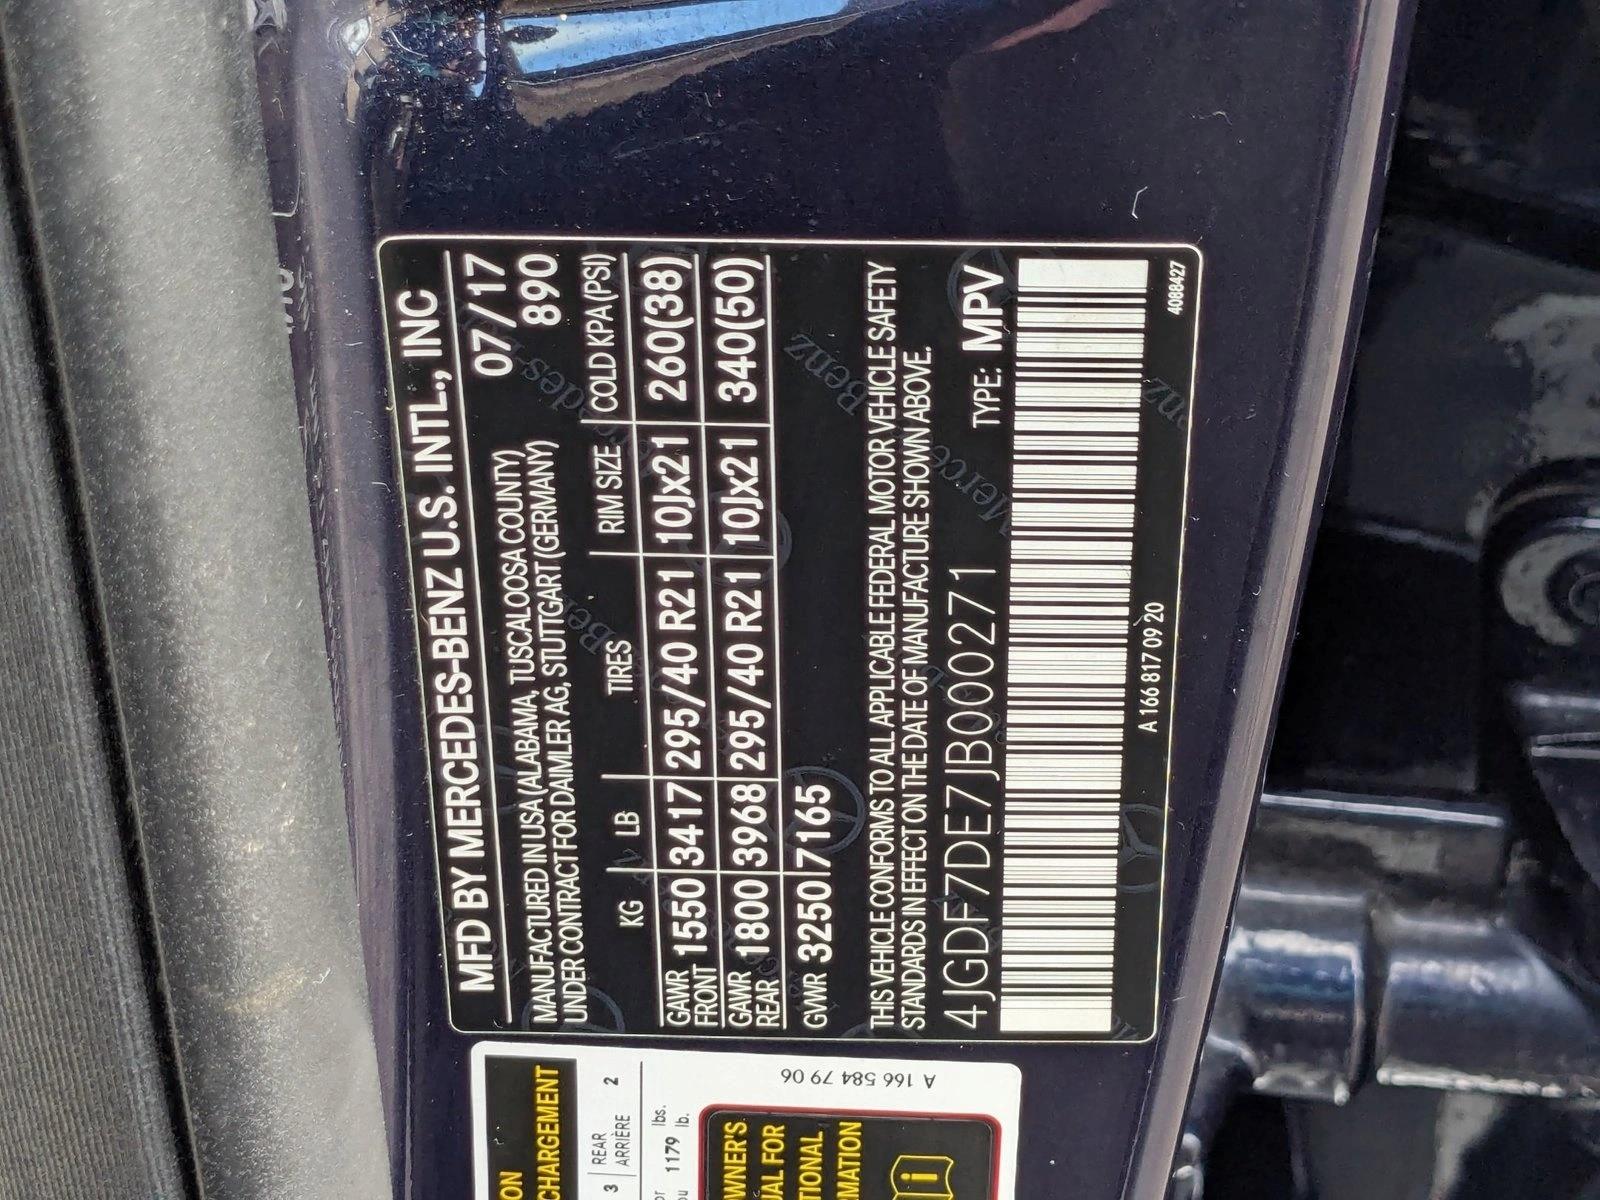 MFD BY MERCEDES-BENZ U.S. INTL., INC
07/17
MANUFACTURED IN USA (ALABAMA, TUSCALOOSA COUNTY)
UNDER CONTRACT FOR DAIMLER AG, STUTTGART (GERMANY)
890
KG LB TIRES RIM SIZE COLD KPA (PSI)
GAWR FRONT 1550 3417 295/40 R21 10Jx21 260(38)
GAWR REAR 1800 3968 295/40 R21 10Jx21 340(50)
GWR 3250 7165
THIS VEHICLE CONFORMS TO ALL APPLICABLE FEDERAL MOTOR VEHICLE SAFETY
STANDARDS IN EFFECT ON THE DATE OF MANUFACTURE SHOWN ABOVE.
4JGDF7DE7JB000271 TYPE: MPV
A 166 817 09 20
4088427
CHARGEMENT
3 REAR 2
ARRIÈRE
1179 lbs.
lb.
A 166 584 79 06